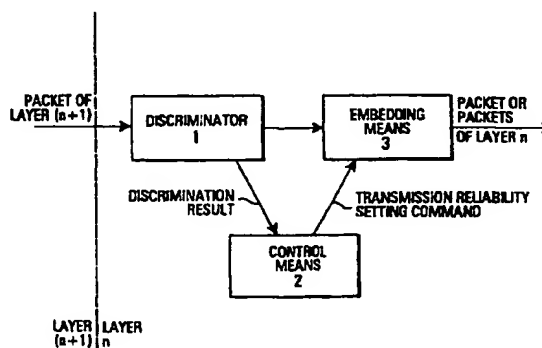 PACKET OF
LAYER (n+1)
DISCRIMINATOR
1
EMBEDDING
MEANS
3
PACKET OR
PACKETS
OF LAYER n
DISCRIMINATION
RESULT
TRANSMISSION RELIABILITY
SETTING COMMAND
CONTROL
MEANS
2
LAYER
(n+1)
LAYER
n